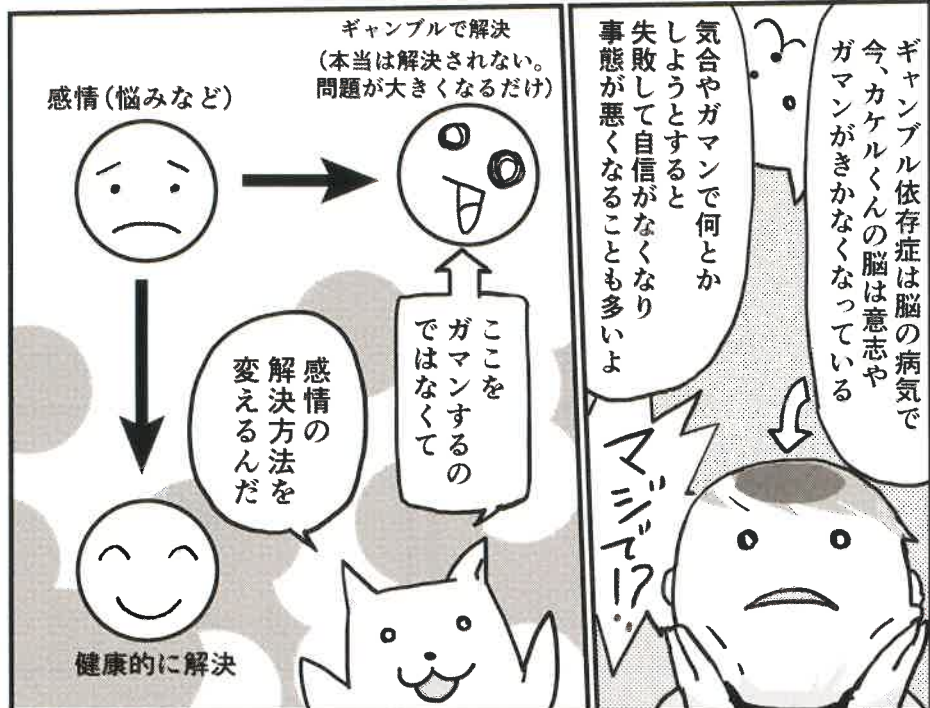 ギャンブル依存症は脳の病気で
今、カケルくんの脳は意志や
ガマンがきかなくなっている
気合やガマンで何とか
しようとすると
失敗して自信がなくなり
事態が悪くなることも多いよ
マジで!?
ギャンブルで解決
(本当は解決されない。
問題が大きくなるだけ)
感情(悩みなど)
ここを
ガマンするの
ではなくて
感情の
解決方法を
変えるんだ
健康的に解決